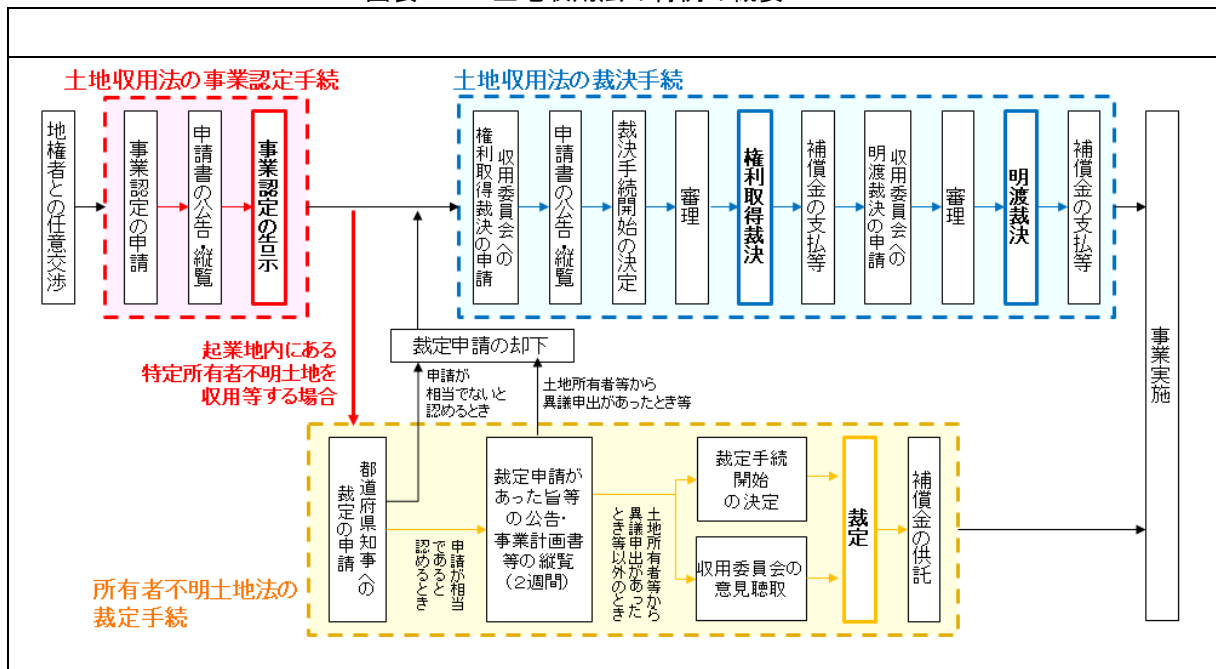 土地収用法の事業認定手続
地権者との任意交渉
事業認定の申請
申請書の公告・縦覧
事業認定の告示
土地収用法の裁決手続
収用委員会への
権利取得裁決の申請
申請書の公告・縦覧
裁決手続開始の決定
審理
権利取得裁決
補償金の支払等
収用委員会への
明渡裁決の申請
審理
明渡裁決
補償金の支払等
事業実施
起業地内にある
特定所有者不明土地を
収用等する場合
裁定申請の却下
申請が
相当でないと
認めるとき
土地所有者等から
異議申出があったとき等
都道府県知事への
裁定の申請
申請が相当
であると
認めるとき
裁定申請が
あった旨等
の公告・
事業計画書
等の縦覧
(2週間)
土地所有者等から
異議申出があった
とき等以外のとき
裁定手続
開始
の決定
収用委員会の
意見聴取
裁定
補償金の供託
所有者不明土地法の
裁定手続